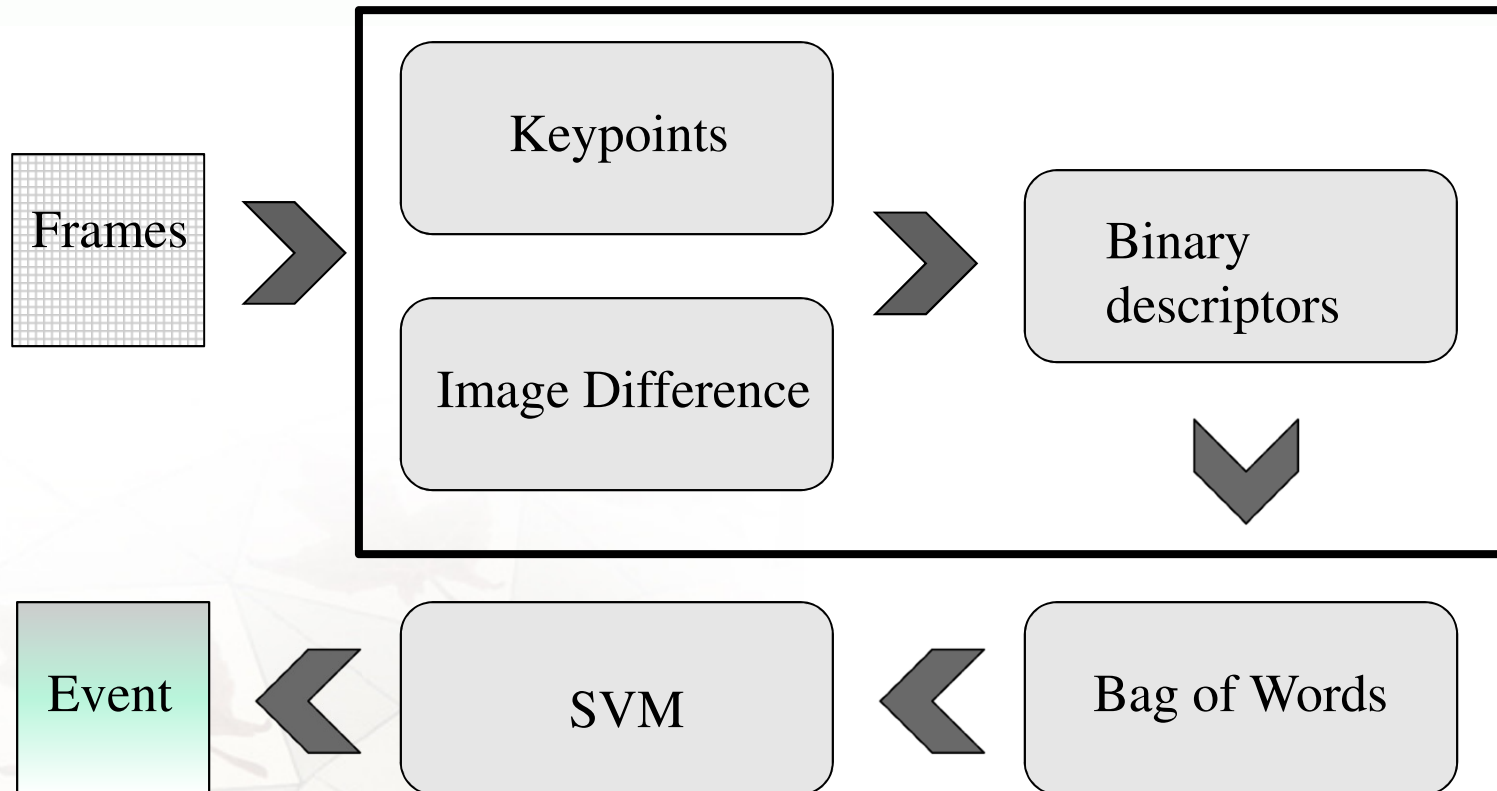 Frames
Keypoints
Image Difference
Binary
descriptors
Bag of Words
SVM
Event